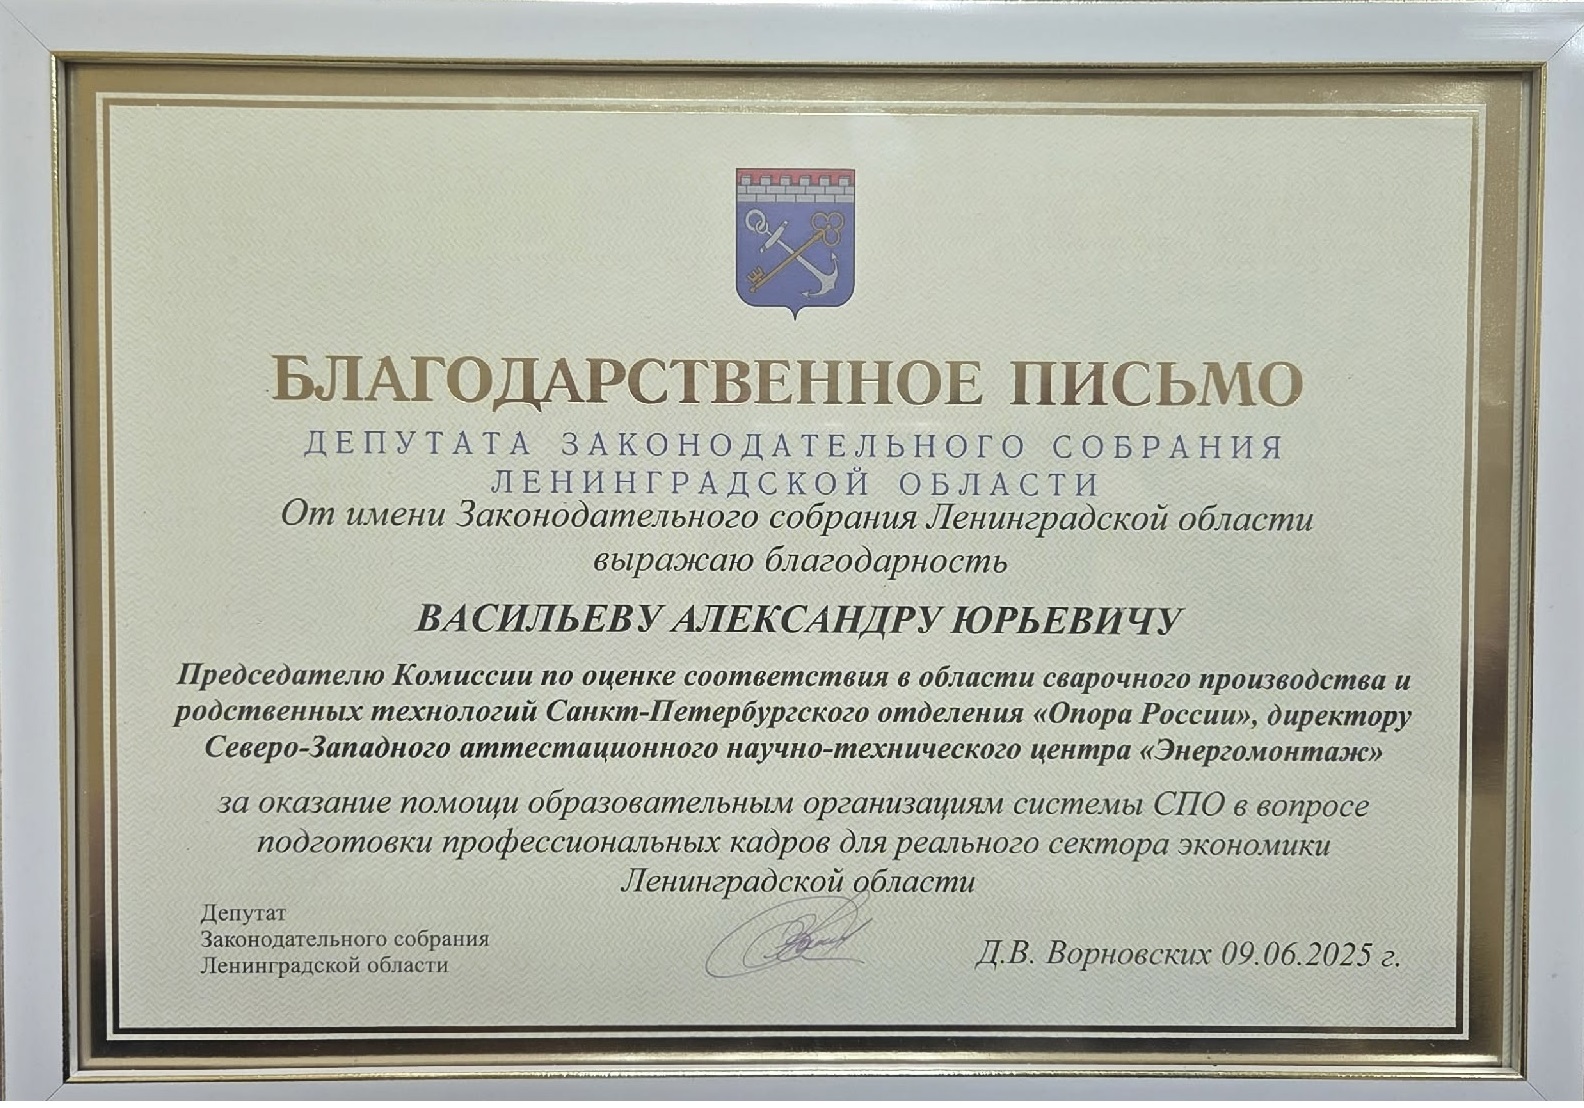 БЛАГОДАРСТВЕННОЕ ПИСЬМО
ДЕПУТАТА ЗАКОНОДАТЕЛЬНОГО СОБРАНИЯ
ЛЕНИНГРАДСКОЙ ОБЛАСТИ
От имени Законодательного собрания Ленинградской области
выражаю благодарность
ВАСИЛЬЕВУ АЛЕКСАНДРУ ЮРЬЕВИЧУ
Председателю Комиссии по оценке соответствия в области сварочного производства и
родственных технологий Санкт-Петербургского отделения «Опора России», директору
Северо-Западного аттестационного научно-технического центра «Энергомонтаж»
за оказание помощи образовательным организациям системы СПО в вопросе
подготовки профессиональных кадров для реального сектора экономики
Ленинградской области
Депутат
Законодательного собрания
Ленинградской области
Д.В. Ворновских 09.06.2025 г.